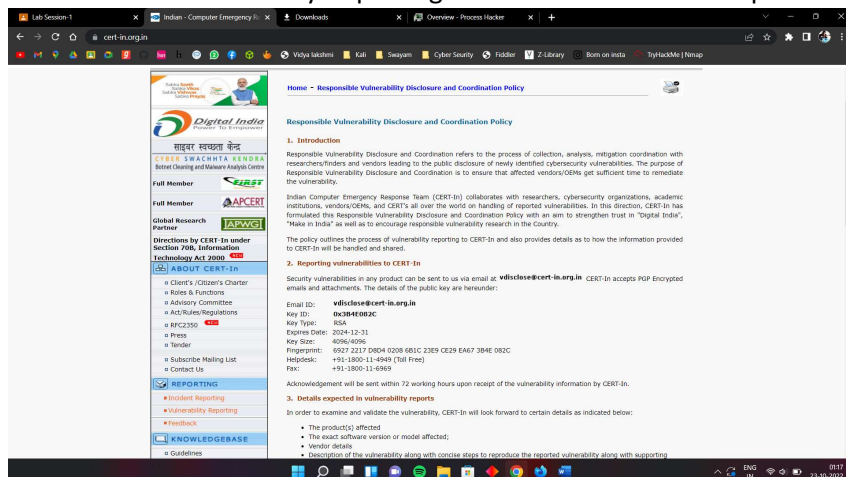 Lab Session-1
Indian - Computer Emergency Re
Downloads
Overview - Process Hacker
cert-in.org.in
Vidya lakshmi
Kali
Swayam
Cyber Seurity
Fiddler
Z-Library
Born on insta
TryHackMe | Nmap
Digital India
Power To Empower
साइबर स्वच्छता केन्द्र
CYBER SWACHHTA KENDRA
Botnet Cleaning and Malware Analysis Centre
Full Member
FIRST
Full Member
APCERT
Global Research
Partner
APWG
Directions by CERT-In under
Section 70B, Information
Technology Act 2000
ABOUT CERT-In
Client's /Citizen's Charter
Roles & Functions
Advisory Committee
Act/Rules/Regulations
RFC2350
Press
Tender
Subscribe Mailing List
Contact Us
REPORTING
Incident Reporting
Vulnerability Reporting
Feedback
KNOWLEDGEBASE
Guidelines
Home - Responsible Vulnerability Disclosure and Coordination Policy
Responsible Vulnerability Disclosure and Coordination Policy
1. Introduction
Responsible Vulnerability Disclosure and Coordination refers to the process of collection, analysis, mitigation coordination with
researchers/finders and vendors leading to the public disclosure of newly identified cybersecurity vulnerabilities. The purpose of
Responsible Vulnerability Disclosure and Coordination is to ensure that affected vendors/OEMs get sufficient time to remediate
the vulnerability.
Indian Computer Emergency Response Team (CERT-In) collaborates with researchers, cybersecurity organizations, academic
institutions, vendors/OEMs, and CERT's all over the world on handling of reported vulnerabilities. In this direction, CERT-In has
formulated this Responsible Vulnerability Disclosure and Coordination Policy with an aim to strengthen trust in "Digital India",
"Make in India" as well as to encourage responsible vulnerability research in the Country.
The policy outlines the process of vulnerability reporting to CERT-In and also provides details as to how the information provided
to CERT-In will be handled and shared.
2. Reporting vulnerabilities to CERT-In
Security vulnerabilities in any product can be sent to us via email at vdisclose@cert-in.org.in CERT-In accepts PGP Encrypted
emails and attachments. The details of the public key are hereunder:
Email ID: vdisclose@cert-in.org.in
Key ID: 0x3B4E082C
Key Type: RSA
Expires Date: 2024-12-31
Key Size: 4096/4096
Fingerprint: 6927 2217 D8D4 0208 6B1C 23E9 CE29 EA67 3B4E 082C
Helpdesk: +91-1800-11-4949 (Toll Free)
Fax: +91-1800-11-6969
Acknowledgement will be sent within 72 working hours upon receipt of the vulnerability information by CERT-In.
3. Details expected in vulnerability reports
In order to examine and validate the vulnerability, CERT-In will look forward to certain details as indicated below:
The product(s) affected
The exact software version or model affected;
Vendor details
Description of the vulnerability along with concise steps to reproduce the reported vulnerability along with supporting
ENG
IN
01:17
23-10-2022